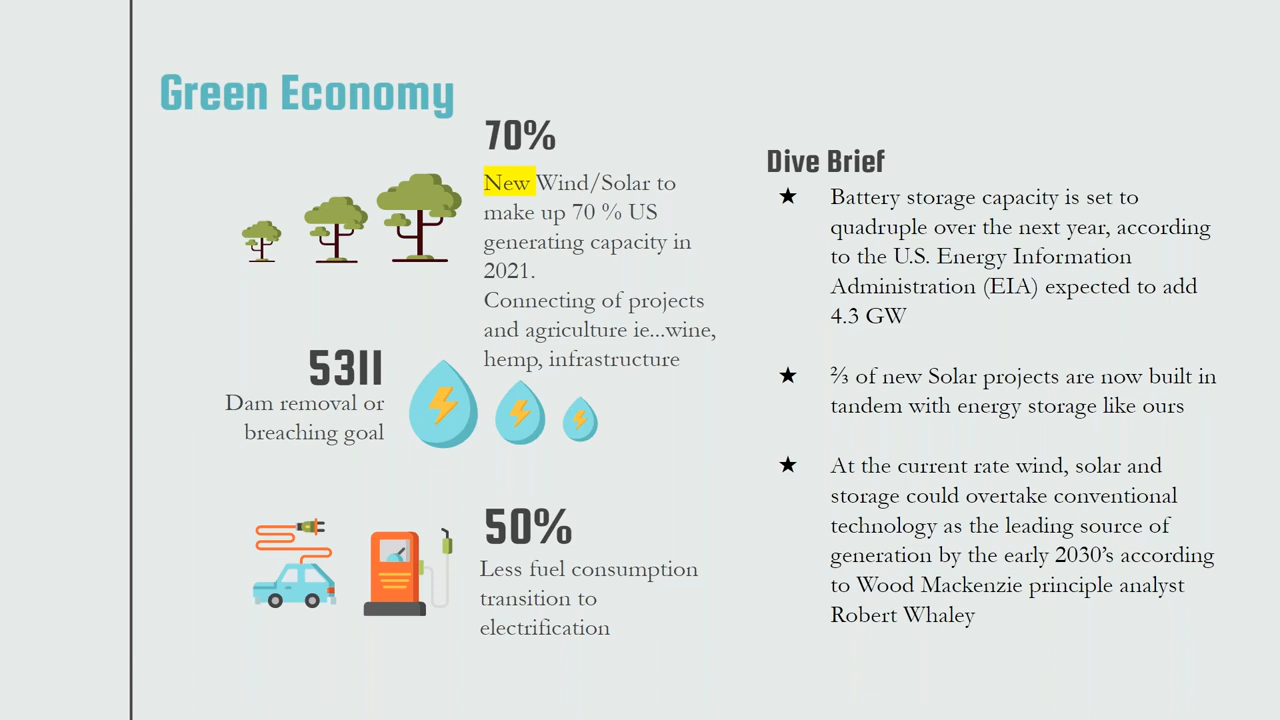 Green Economy
70%
New Wind/Solar to
make up 70 % US
generating capacity in
2021.
Connecting of projects
and agriculture ie...wine,
hemp, infrastructure
5311
Dam removal or
breaching goal
50%
Less fuel consumption
transition to
electrification
Dive Brief
★ Battery storage capacity is set to
quadruple over the next year, according
to the U.S. Energy Information
Administration (EIA) expected to add
4.3 GW
★ ⅔ of new Solar projects are now built in
tandem with energy storage like ours
★ At the current rate wind, solar and
storage could overtake conventional
technology as the leading source of
generation by the early 2030’s according
to Wood Mackenzie principle analyst
Robert Whaley